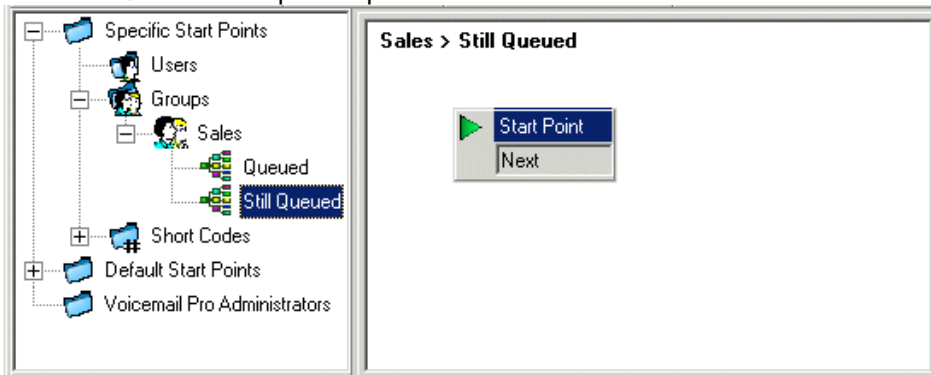 Specific Start Points
Users
Groups
Sales
Queued
Still Queued
Short Codes
Default Start Points
Voicemail Pro Administrators
Sales > Still Queued
Start Point
Next